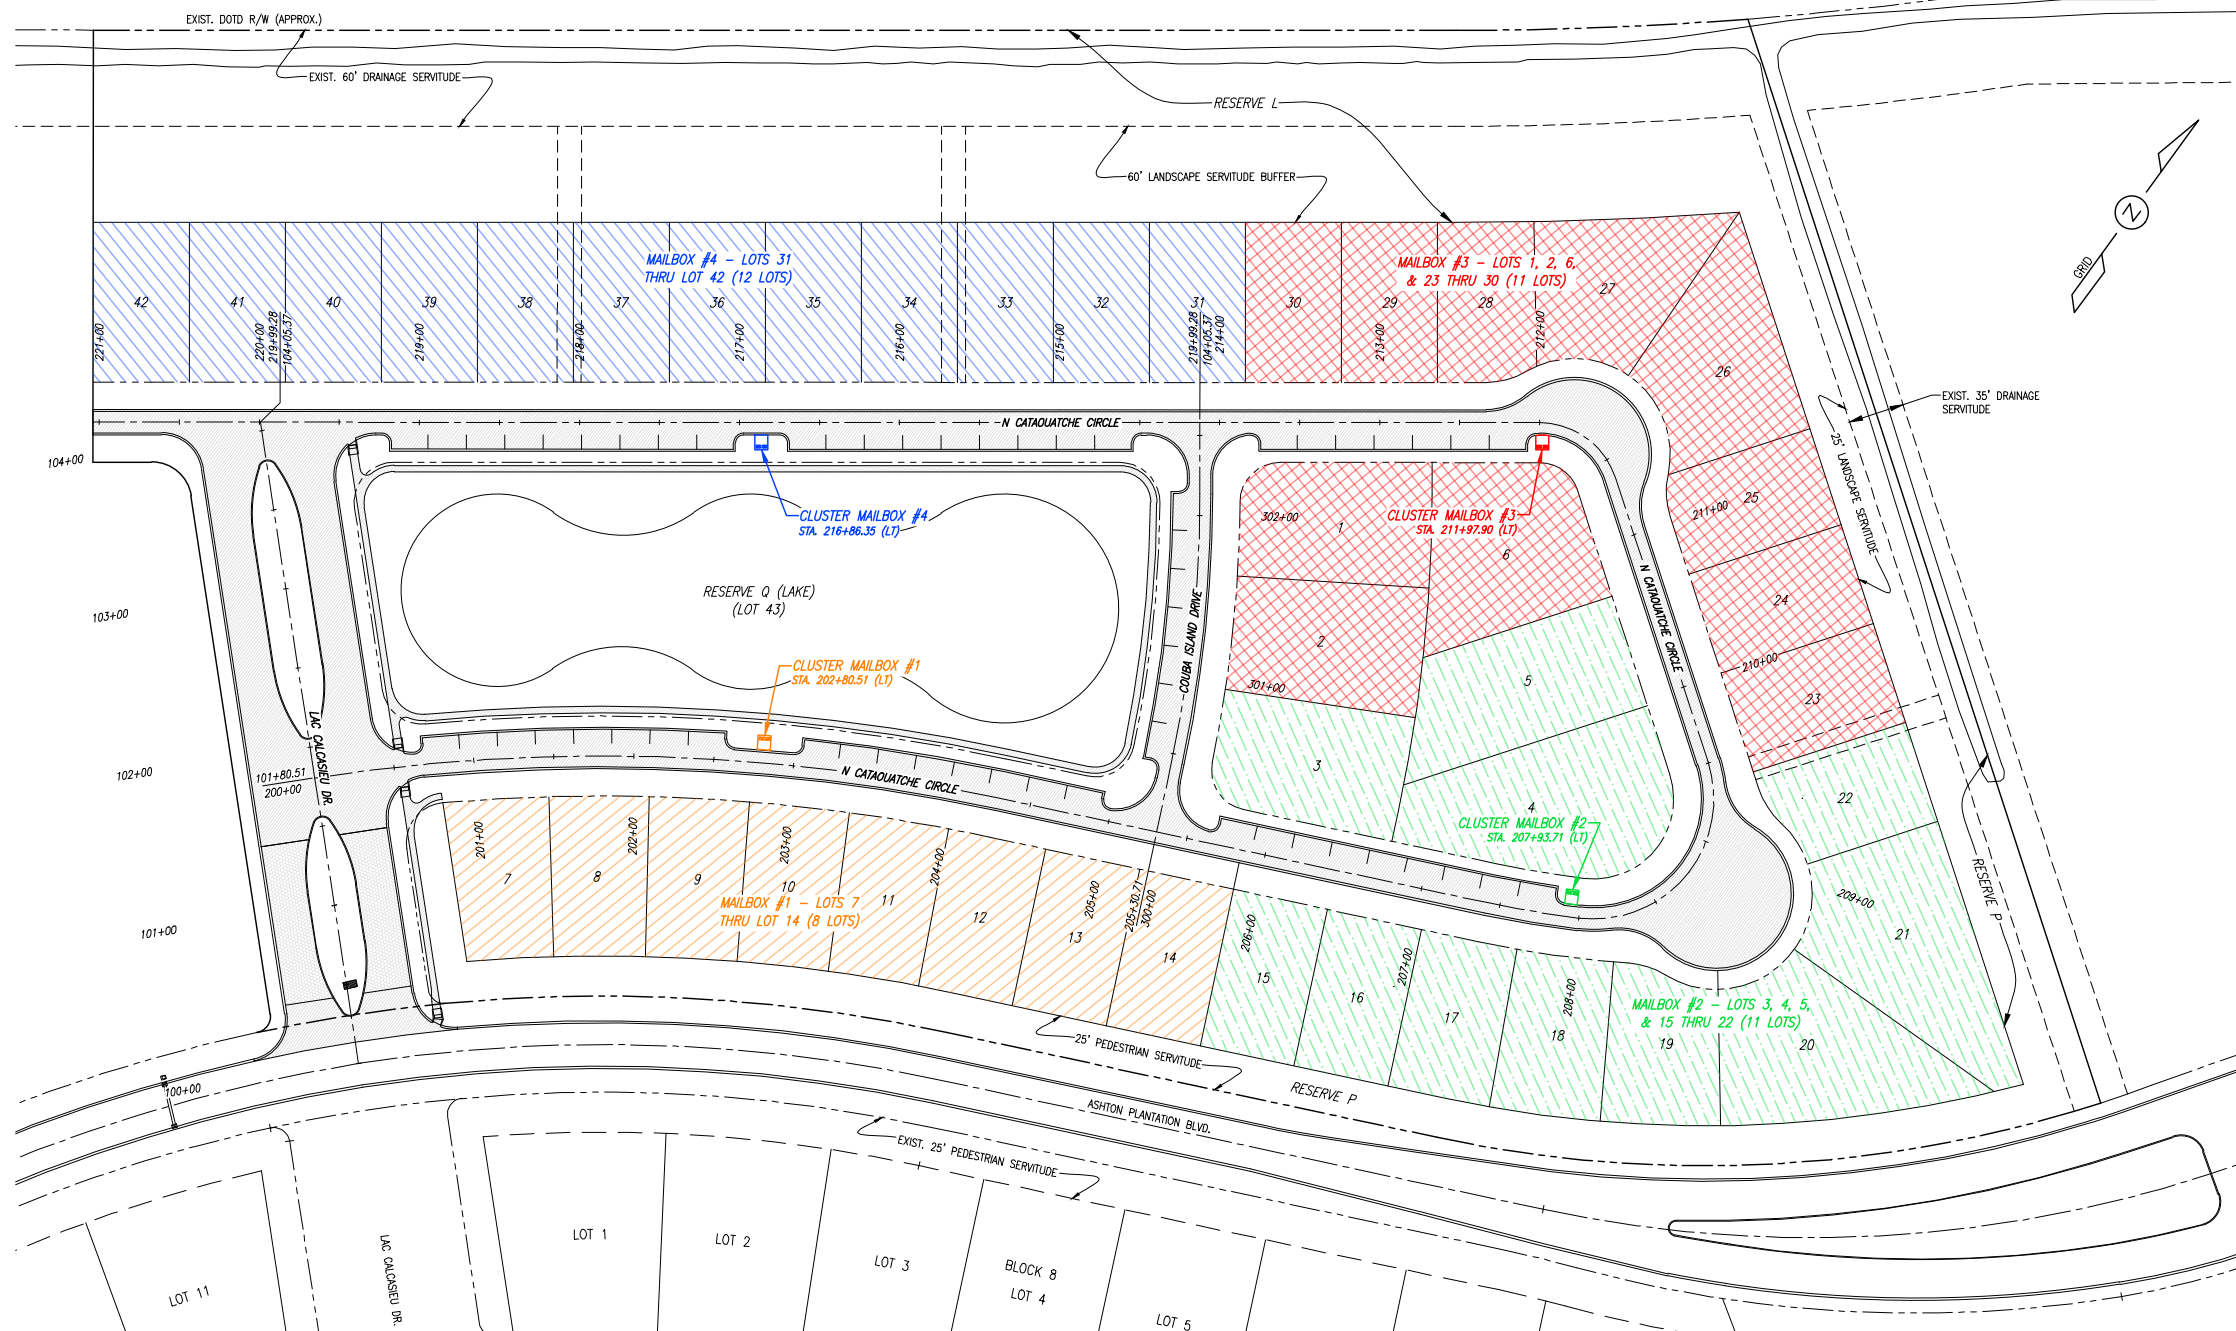 EXIST. DOTD R/W (APPROX.)
EXIST. 60' DRAINAGE SERVITUDE
RESERVE L
60' LANDSCAPE SERVITUDE BUFFER
GRID
N
MAILBOX #4 - LOTS 31
THRU LOT 42 (12 LOTS)
MAILBOX #3 - LOTS 1, 2, 6,
& 23 THRU 30 (11 LOTS)
42
41
40
39
38
37
36
35
34
33
32
31
30
29
28
27
26
221+00
220+00
219+99.28
104+05.37
219+00
218+00
217+00
216+00
215+00
219+99.28
104+05.37
214+00
213+00
212+00
EXIST. 35' DRAINAGE
SERVITUDE
25' LANDSCAPE SERVITUDE
N CATAOUATCHE CIRCLE
104+00
CLUSTER MAILBOX #4
STA. 216+86.35 (LT)
302+00
1
CLUSTER MAILBOX #3
STA. 211+97.90 (LT)
6
25
211+00
RESERVE Q (LAKE)
(LOT 43)
103+00
COUBA ISLAND DRIVE
N CATAOUATCHE CIRCLE
24
2
210+00
23
CLUSTER MAILBOX #1
STA. 202+80.51 (LT)
301+00
5
LAC CALCASIEU DR.
102+00
101+80.51
200+00
N CATAOUATCHE CIRCLE
3
4
22
CLUSTER MAILBOX #2
STA. 207+93.71 (LT)
201+00
202+00
203+00
204+00
205+00
205+30.71
300+00
206+00
207+00
208+00
209+00
7
8
9
10
11
12
13
14
15
16
17
18
19
20
21
MAILBOX #1 - LOTS 7
THRU LOT 14 (8 LOTS)
101+00
MAILBOX #2 - LOTS 3, 4, 5,
& 15 THRU 22 (11 LOTS)
RESERVE P
25' PEDESTRIAN SERVITUDE
RESERVE P
100+00
ASHTON PLANTATION BLVD.
EXIST. 25' PEDESTRIAN SERVITUDE
LAC CALCASIEU DR.
LOT 11
LOT 1
LOT 2
LOT 3
BLOCK 8
LOT 4
LOT 5